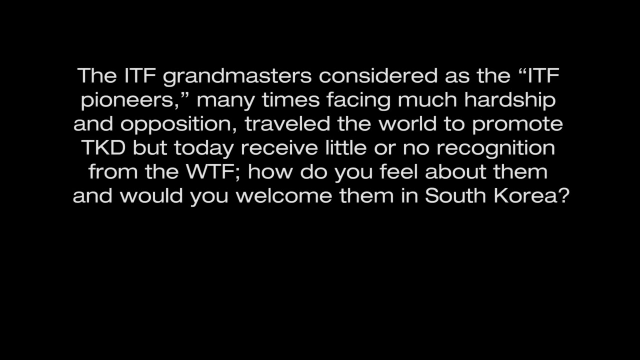 The ITF grandmasters considered as the “ITF
pioneers,” many times facing much hardship
and opposition, traveled the world to promote
TKD but today receive little or no recognition
from the WTF; how do you feel about them
and would you welcome them in South Korea?